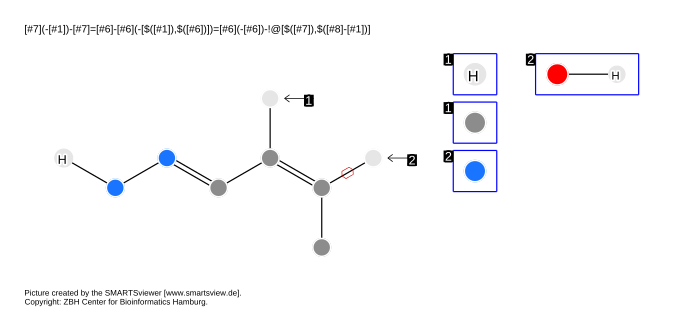 [#7](-[#1])-[#7]=[#6]-[#6](-[$([#1]),$([#6])])=[#6](-[#6])-!@[$([#7]),$([#8]-[#1])]
1 H
2 H
1
1
H
2
2
Picture created by the SMARTSviewer [www.smartsview.de].
Copyright: ZBH Center for Bioinformatics Hamburg.